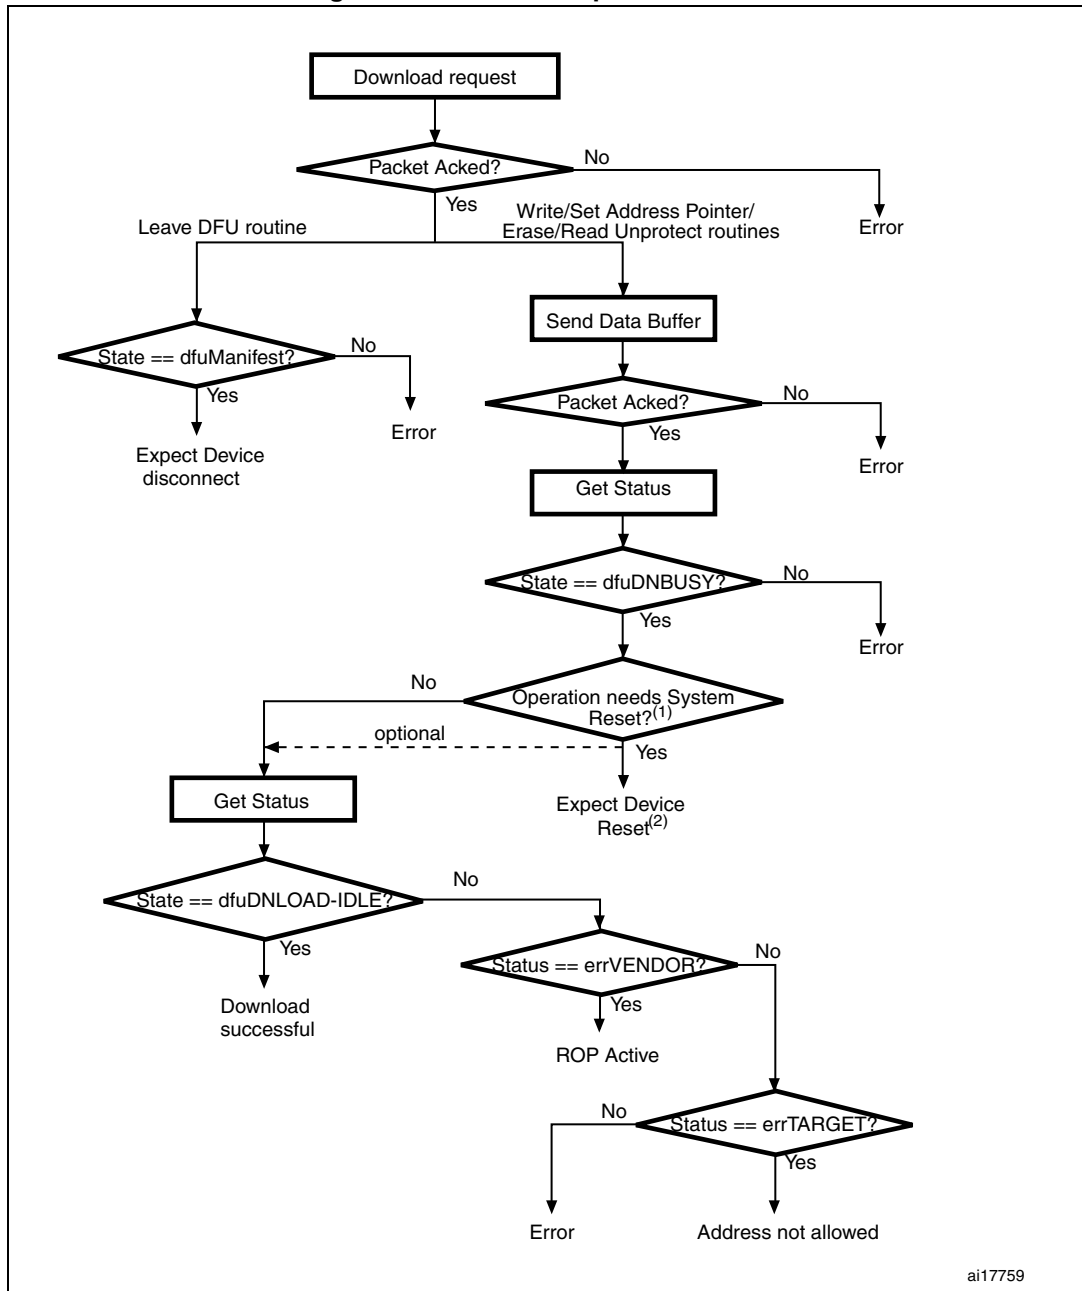 Download request
Packet Acked?
No
Yes
Error
Leave DFU routine
Write/Set Address Pointer/
Erase/Read Unprotect routines
Send Data Buffer
State == dfuManifest?
No
Yes
Error
Expect Device
disconnect
Packet Acked?
No
Yes
Error
Get Status
State == dfuDNBUSY?
No
Yes
Error
Operation needs System
Reset?(1)
No
optional
Yes
Expect Device
Reset(2)
Get Status
State == dfuDNLOAD-IDLE?
No
Yes
Download
successful
Status == errVENDOR?
No
Yes
ROP Active
Status == errTARGET?
No
Yes
Error
Address not allowed
ai17759